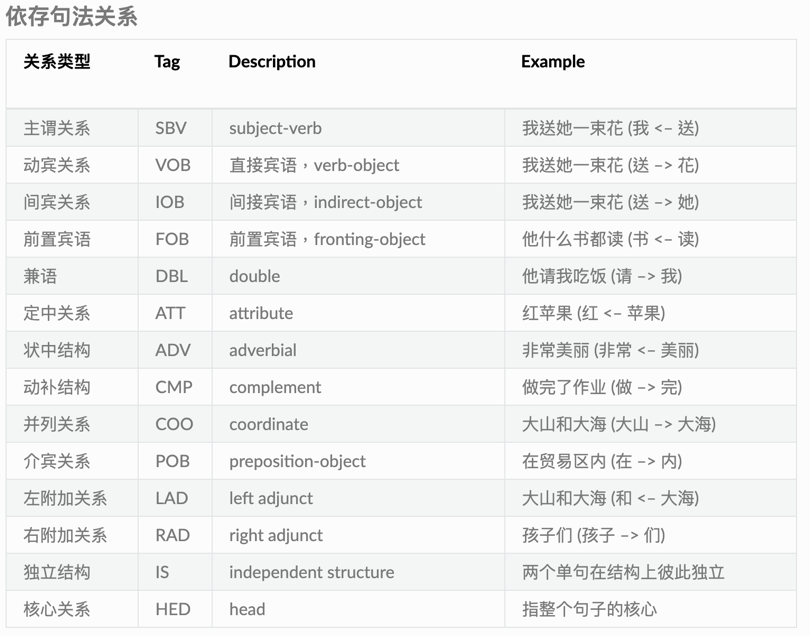 依存句法关系
关系类型 Tag Description Example
主谓关系 SBV subject-verb 我送她一束花 (我 <– 送)
动宾关系 VOB 直接宾语，verb-object 我送她一束花 (送 –> 花)
间宾关系 IOB 间接宾语，indirect-object 我送她一束花 (送 –> 她)
前置宾语 FOB 前置宾语，fronting-object 他什么书都读 (书 <– 读)
兼语 DBL double 他请我吃饭 (请 –> 我)
定中关系 ATT attribute 红苹果 (红 <– 苹果)
状中结构 ADV adverbial 非常美丽 (非常 <– 美丽)
动补结构 CMP complement 做完了作业 (做 –> 完)
并列关系 COO coordinate 大山和大海 (大山 –> 大海)
介宾关系 POB preposition-object 在贸易区内 (在 –> 内)
左附加关系 LAD left adjunct 大山和大海 (和 <– 大海)
右附加关系 RAD right adjunct 孩子们 (孩子 –> 们)
独立结构 IS independent structure 两个单句在结构上彼此独立
核心关系 HED head 指整个句子的核心